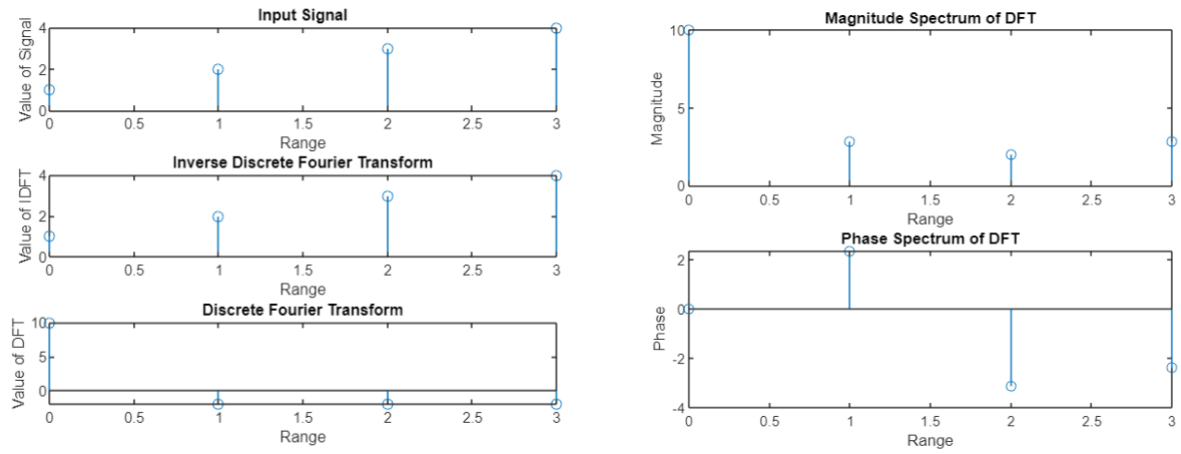 Input Signal
Value of Signal
4
2
0
0 0.5 1 1.5 2 2.5 3
Range
Inverse Discrete Fourier Transform
Value of IDFT
4
2
0
0 0.5 1 1.5 2 2.5 3
Range
Discrete Fourier Transform
Value of DFT
10
5
0
0 0.5 1 1.5 2 2.5 3
Range
Magnitude Spectrum of DFT
Magnitude
10
5
0
0 0.5 1 1.5 2 2.5 3
Range
Phase Spectrum of DFT
Phase
2
0
-2
-4
0 0.5 1 1.5 2 2.5 3
Range